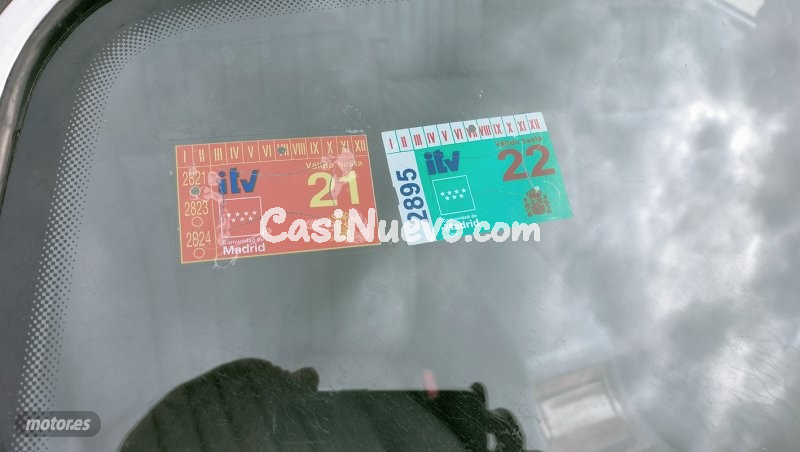 I II III IV V VI VII VIII IX X XI XII
Válido hasta
2821 itv 21
2823
2824 Comunidad de
Madrid
I II III IV V VI VII VIII IX X XI XII
Válido hasta
2895 itv 22
Comunidad de
Madrid
CasiNuevo.com
motor.es